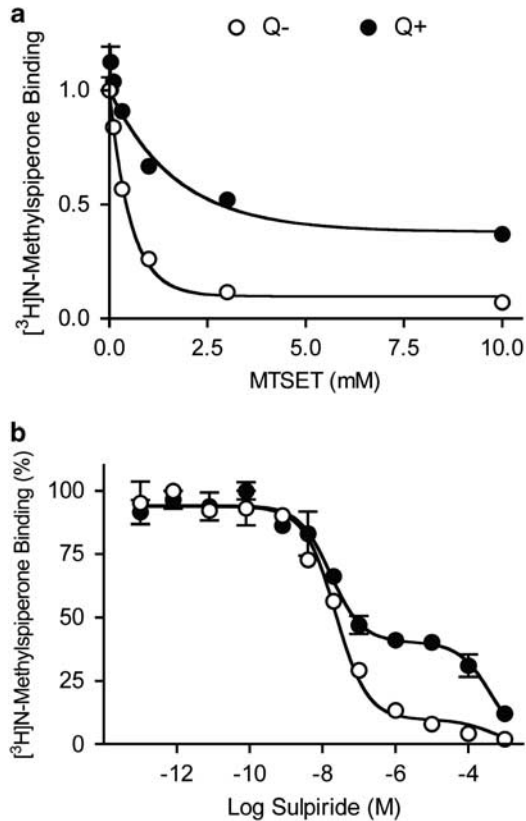 a
Q- Q+
[³H]N-Methylspiperone Binding
1.0
0.5
0.0
0.0 2.5 5.0 7.5 10.0
MTSET (mM)
b
[³H]N-Methylspiperone Binding (%)
100
75
50
25
0
-12 -10 -8 -6 -4
Log Sulpiride (M)